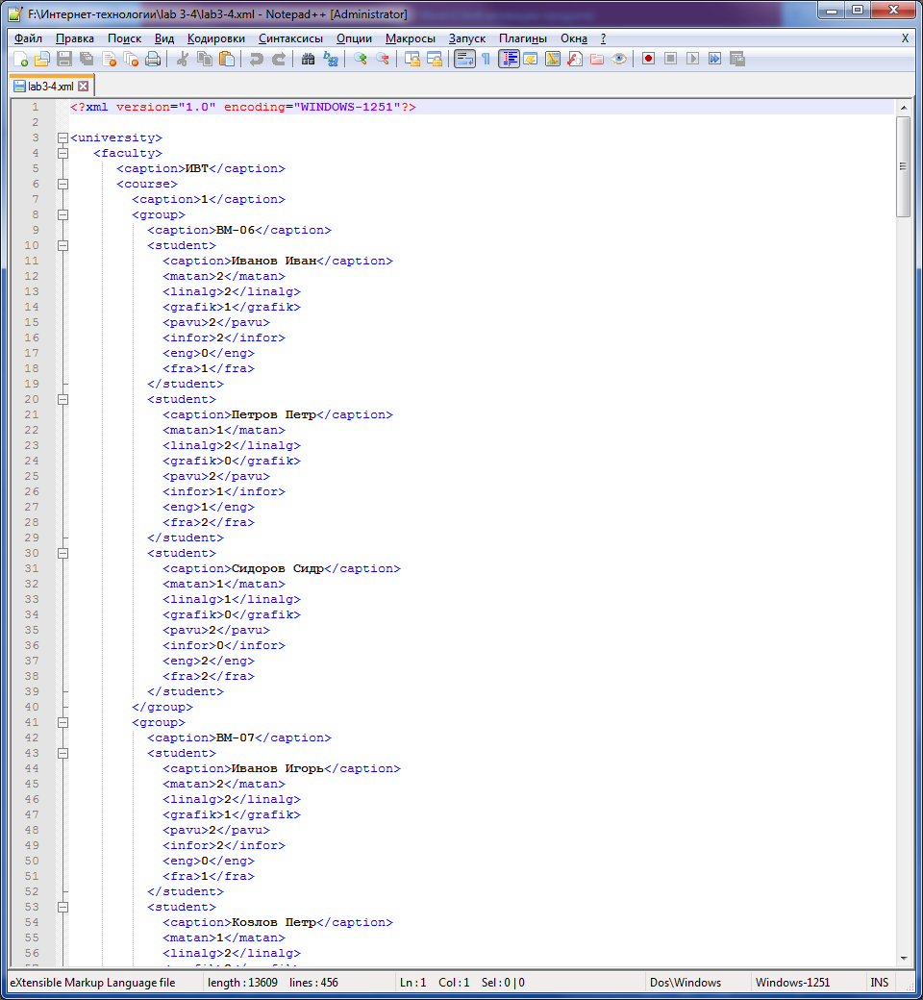 F:\Интернет-технологии\lab 3-4\lab3-4.xml - Notepad++ [Administrator]
Файл Правка Поиск Вид Кодировки Синтаксисы Опции Макросы Запуск Плагины Окна ? X
lab3-4.xml
1 <?xml version="1.0" encoding="WINDOWS-1251"?>
2
3 <university>
4 <faculty>
5 <caption>ИВТ</caption>
6 <course>
7 <caption>1</caption>
8 <group>
9 <caption>ВМ-06</caption>
10 <student>
11 <caption>Иванов Иван</caption>
12 <matan>2</matan>
13 <linalg>2</linalg>
14 <grafik>1</grafik>
15 <pavu>2</pavu>
16 <infor>2</infor>
17 <eng>0</eng>
18 <fra>1</fra>
19 </student>
20 <student>
21 <caption>Петров Петр</caption>
22 <matan>1</matan>
23 <linalg>2</linalg>
24 <grafik>0</grafik>
25 <pavu>2</pavu>
26 <infor>1</infor>
27 <eng>1</eng>
28 <fra>2</fra>
29 </student>
30 <student>
31 <caption>Сидоров Сидр</caption>
32 <matan>1</matan>
33 <linalg>1</linalg>
34 <grafik>0</grafik>
35 <pavu>2</pavu>
36 <infor>0</infor>
37 <eng>2</eng>
38 <fra>2</fra>
39 </student>
40 </group>
41 <group>
42 <caption>ВМ-07</caption>
43 <student>
44 <caption>Иванов Игорь</caption>
45 <matan>2</matan>
46 <linalg>2</linalg>
47 <grafik>1</grafik>
48 <pavu>2</pavu>
49 <infor>2</infor>
50 <eng>0</eng>
51 <fra>1</fra>
52 </student>
53 <student>
54 <caption>Козлов Петр</caption>
55 <matan>1</matan>
56 <linalg>2</linalg>
eXtensible Markup Language file length : 13609 lines : 456 Ln : 1 Col : 1 Sel : 0 | 0 Dos\Windows Windows-1251 INS